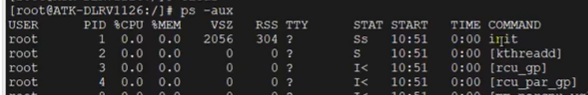 [root@ATK-DLRV1126:/]# ps -aux
USER PID %CPU %MEM VSZ RSS TTY STAT START TIME COMMAND
root 1 0.0 0.0 2056 304 ? Ss 10:51 0:00 init
root 2 0.0 0.0 0 0 ? S 10:51 0:00 [kthreadd]
root 3 0.0 0.0 0 0 ? I< 10:51 0:00 [rcu_gp]
root 4 0.0 0.0 0 0 ? I< 10:51 0:00 [rcu_par_gp]